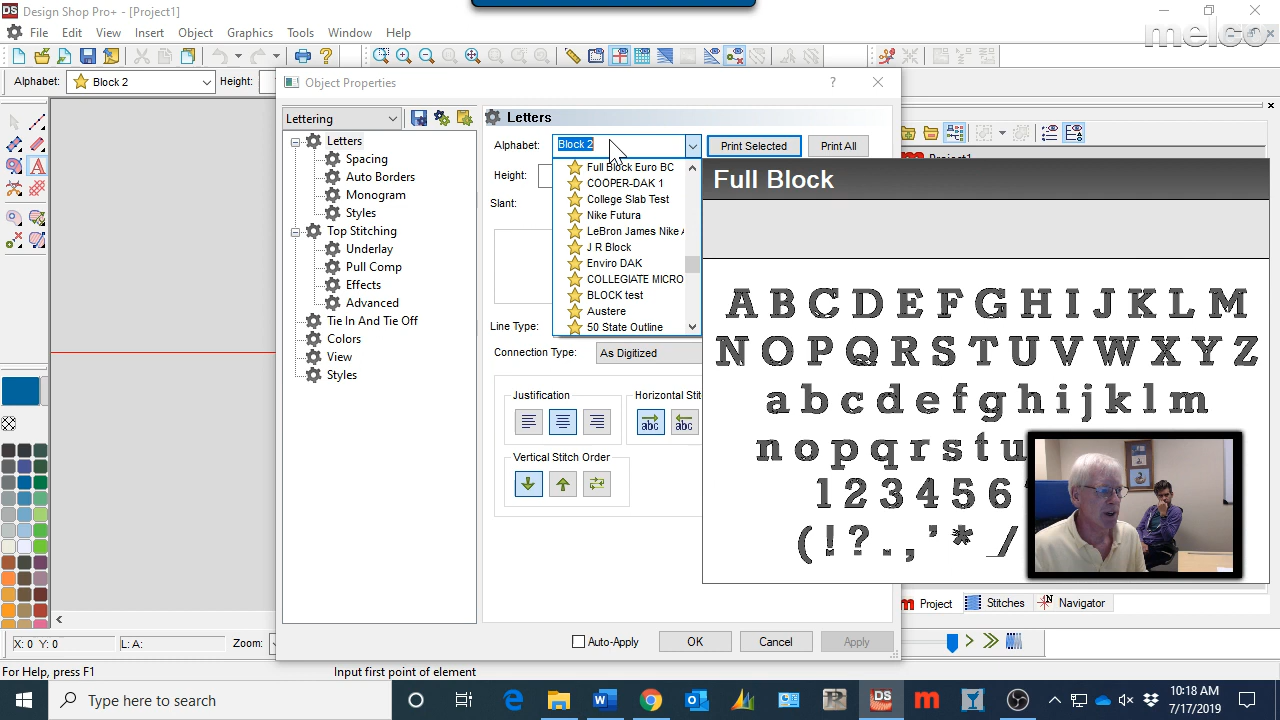 Design Shop Pro+ - [Project1]
File Edit View Insert Object Graphics Tools Window Help
melco
Alphabet: Block 2 Height:
Object Properties
Lettering
Letters
Spacing
Auto Borders
Monogram
Styles
Top Stitching
Underlay
Pull Comp
Effects
Advanced
Tie In And Tie Off
Colors
View
Styles
Letters
Alphabet: Block 2 Print Selected Print All
Height:
Slant:
Full Block Euro BC
COOPER-DAK 1
College Slab Test
Nike Futura
LeBron James Nike
J R Block
Enviro DAK
COLLEGIATE MICRO
BLOCK test
Austere
50 State Outline
Line Type:
Connection Type: As Digitized
Justification Horizontal Stit
abc abc
Vertical Stitch Order
Auto-Apply OK Cancel Apply
Project1
Full Block
A B C D E F G H I J K L M
N O P Q R S T U V W X Y Z
a b c d e f g h i j k l m
n o p q r s t u
1 2 3 4 5 6
( ! ? . , ' * _ /
Project Stitches Navigator
X: 0 Y: 0 L: A: Zoom:
For Help, press F1 Input first point of element
Type here to search
10:18 AM
7/17/2019